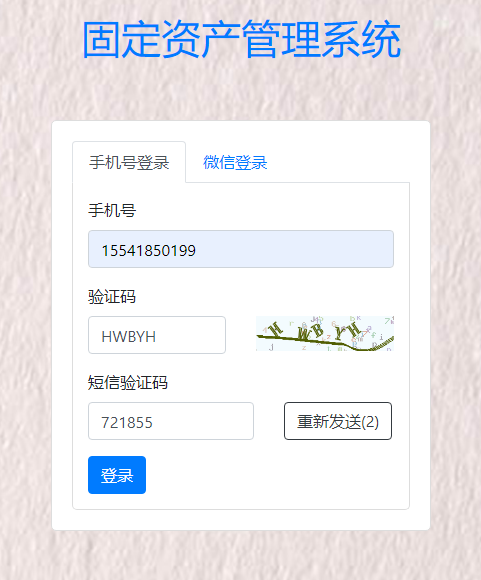 固定资产管理系统
手机号登录 微信登录
手机号
15541850199
验证码
HWBYH HWBYH
短信验证码
721855 重新发送(2)
登录